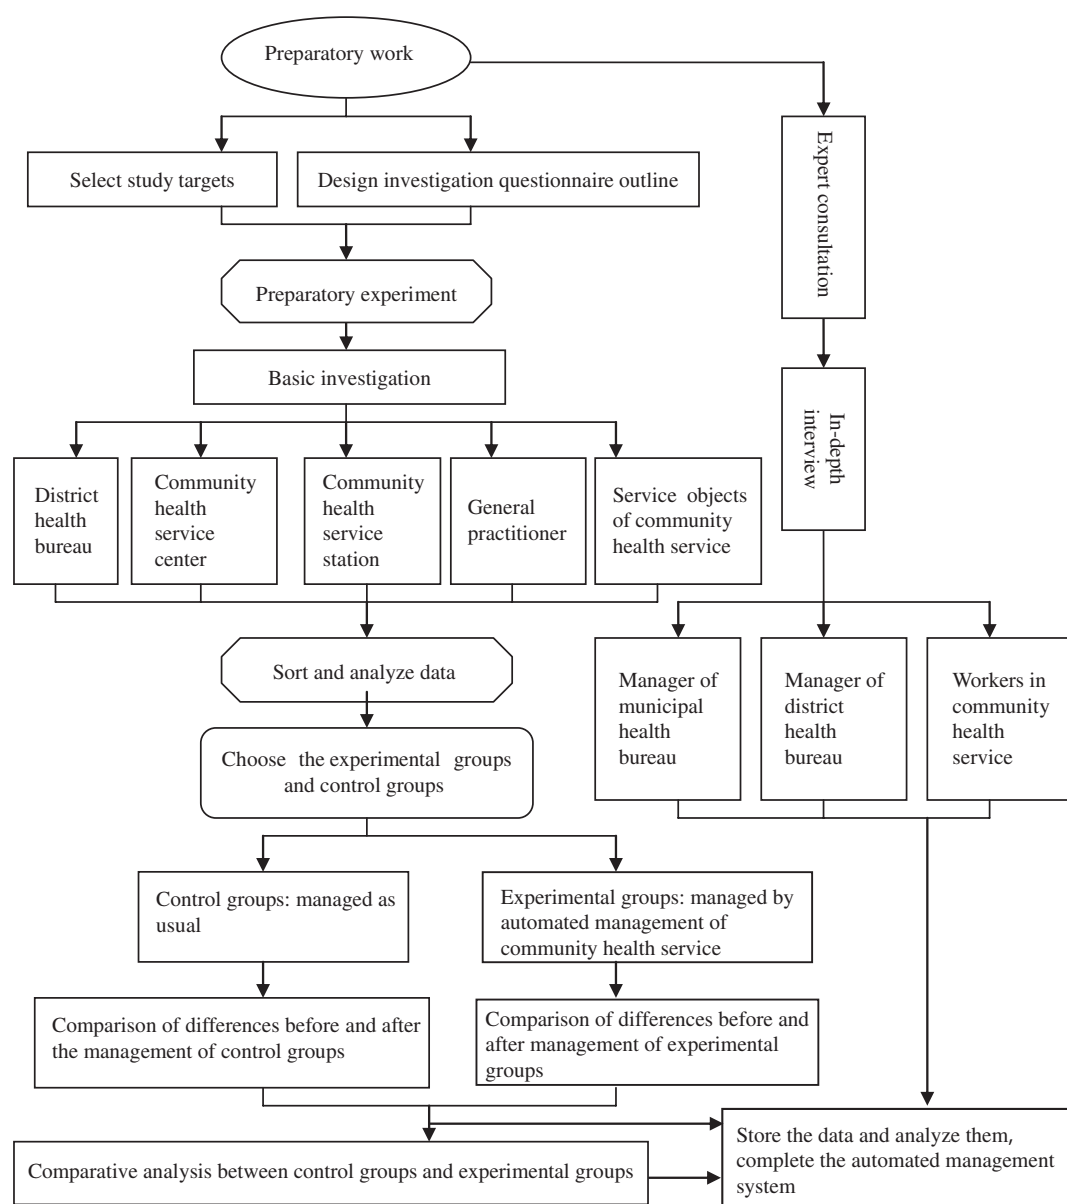 Preparatory work
Expert consultation
Select study targets
Design investigation questionnaire outline
Preparatory experiment
Basic investigation
In-depth
interview
District
health
bureau
Community
health
service
center
Community
health
service
station
General
practitioner
Service objects
of community
health service
Sort and analyze data
Manager of
municipal
health
bureau
Manager of
district
health
bureau
Workers in
community
health
service
Choose the experimental groups
and control groups
Control groups: managed as
usual
Experimental groups: managed by
automated management of
community health service
Comparison of differences before and after
the management of control groups
Comparison of differences before and
after management of experimental
groups
Comparative analysis between control groups and experimental groups
Store the data and analyze them,
complete the automated management
system